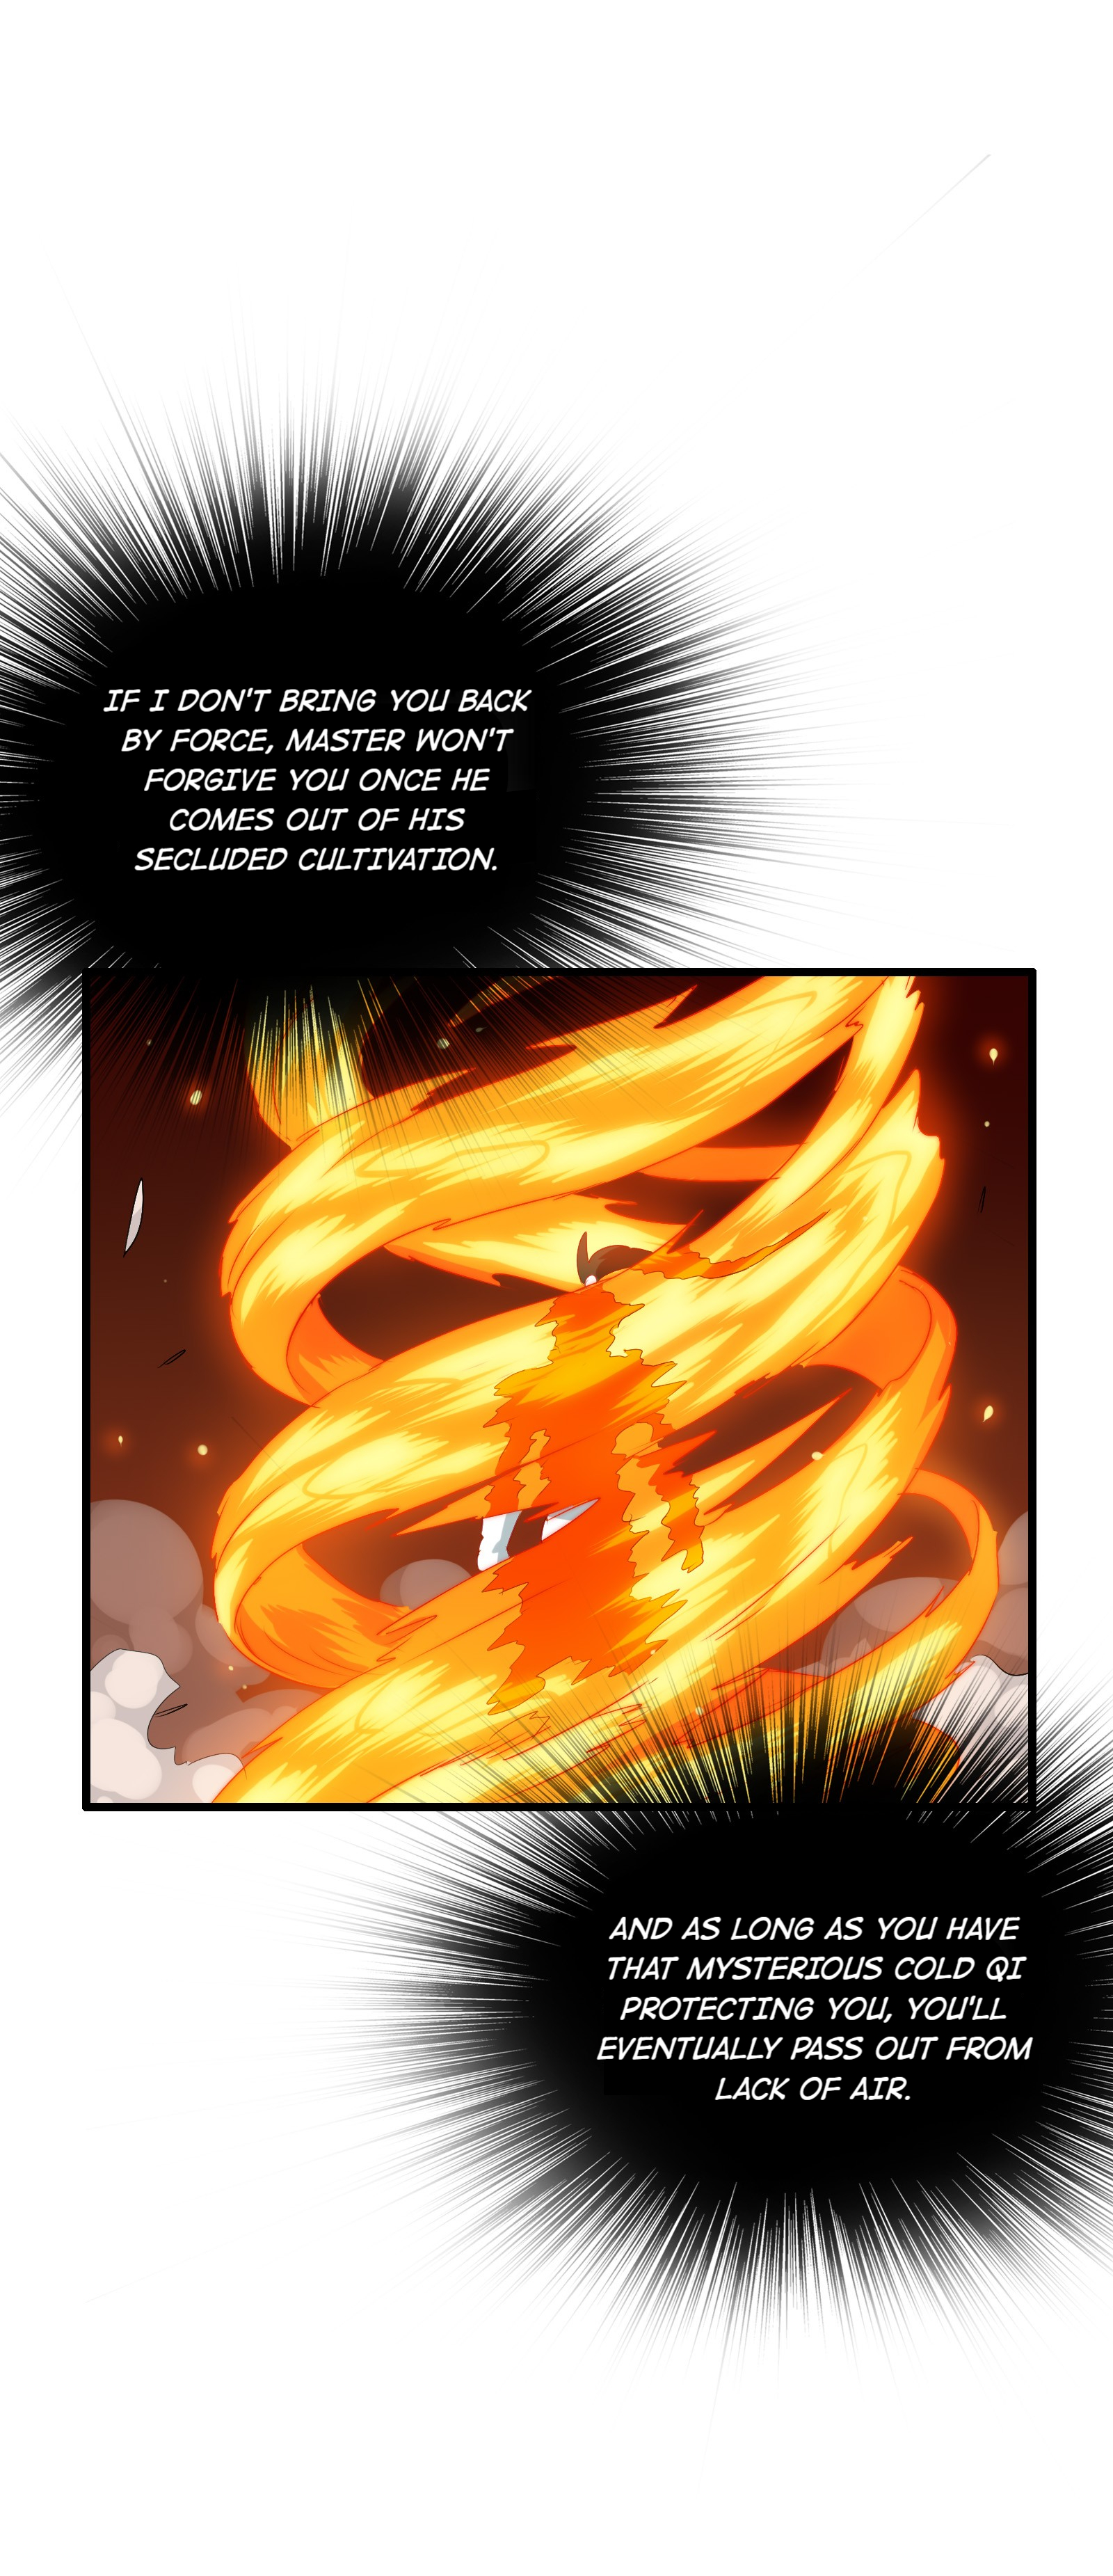 IF I DON'T BRING YOU BACK
BY FORCE, MASTER WON'T
FORGIVE YOU ONCE HE
COMES OUT OF HIS
SECLUDED CULTIVATION.
AND AS LONG AS YOU HAVE
THAT MYSTERIOUS COLD QI
PROTECTING YOU, YOU'LL
EVENTUALLY PASS OUT FROM
LACK OF AIR.